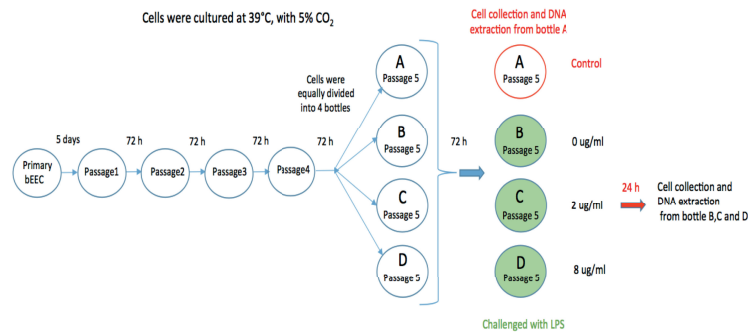 Cells were cultured at 39°C, with 5% CO2
Cell collection and DNA
extraction from bottle A
Cells were
equally divided
into 4 bottles
A
Passage 5
A
Passage 5
Control
5 days
72 h
72 h
72 h
72 h
Primary
bEEC
Passage1
Passage2
Passage3
Passage4
B
Passage 5
72 h
B
Passage 5
0 ug/ml
C
Passage 5
C
Passage 5
2 ug/ml
24 h
Cell collection and
DNA extraction
from bottle B,C and D
D
Passage 5
D
Passage 5
8 ug/ml
Challenged with LPS